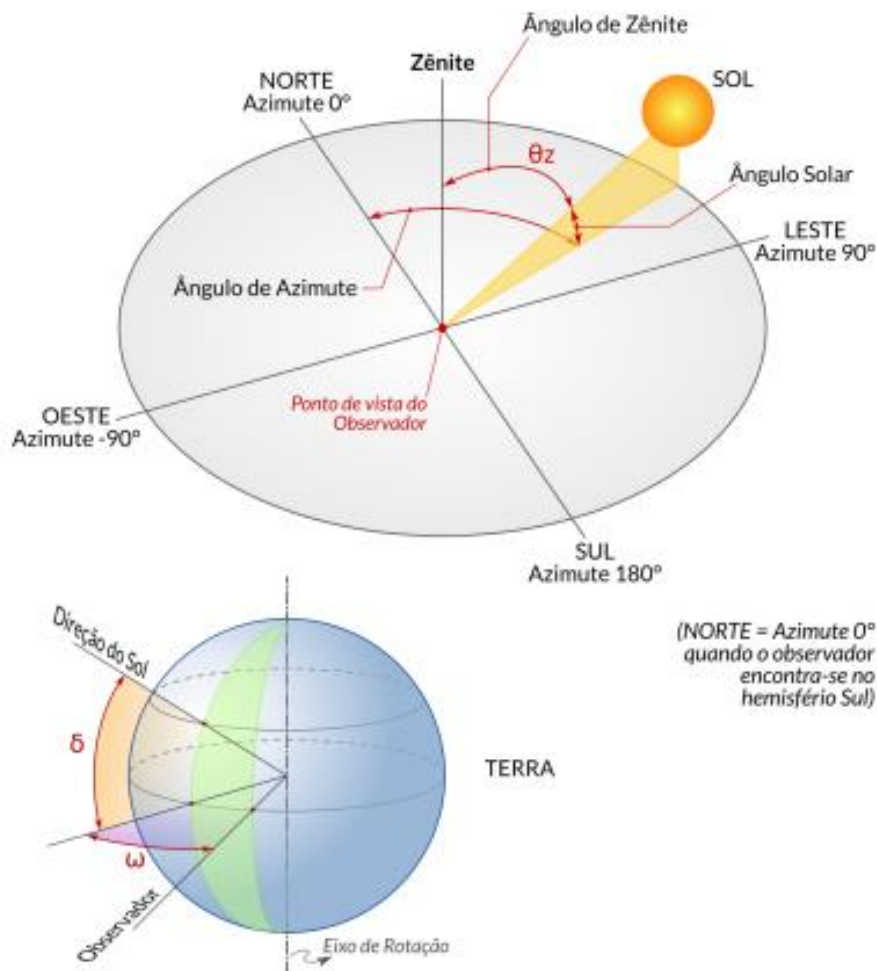 Ângulo de Zênite
Zênite
SOL
NORTE
Azimute 0°
θz
Ângulo Solar
LESTE
Azimute 90°
Ângulo de Azimute
Ponto de vista do
Observador
OESTE
Azimute -90°
SUL
Azimute 180°
Direção do Sol
(NORTE = Azimute 0°
quando o observador
encontra-se no
hemisfério Sul)
δ
TERRA
ω
Observador
Eixo de Rotação